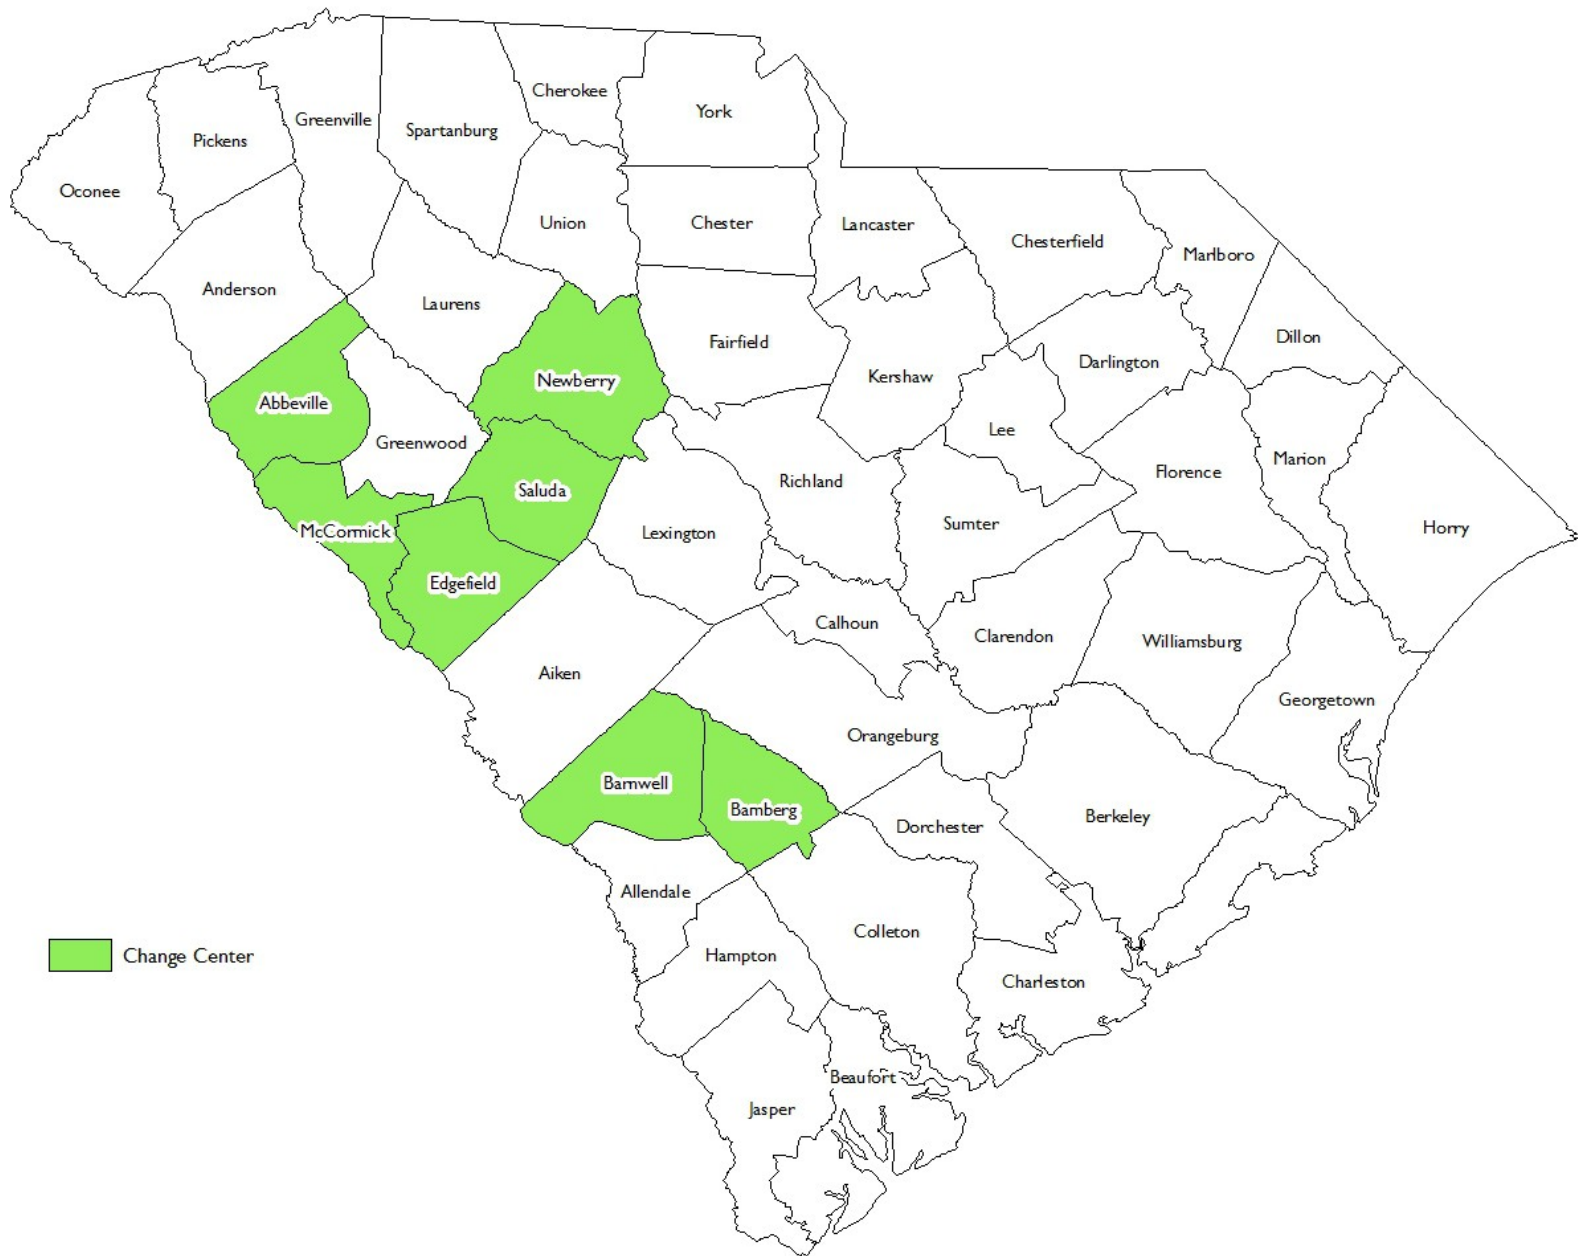 Cherokee
York
Greenville
Spartanburg
Pickens
Oconee
Union
Chester
Lancaster
Chesterfield
Marlboro
Anderson
Laurens
Fairfield
Dillon
Darlington
Kershaw
Newberry
Abbeville
Greenwood
Lee
Marion
Florence
Richland
Saluda
Sumter
Horry
McCormick
Lexington
Edgefield
Calhoun
Clarendon
Williamsburg
Aiken
Georgetown
Orangeburg
Barnwell
Bamberg
Berkeley
Dorchester
Allendale
Colleton
Hampton
Change Center
Charleston
Beaufort
Jasper